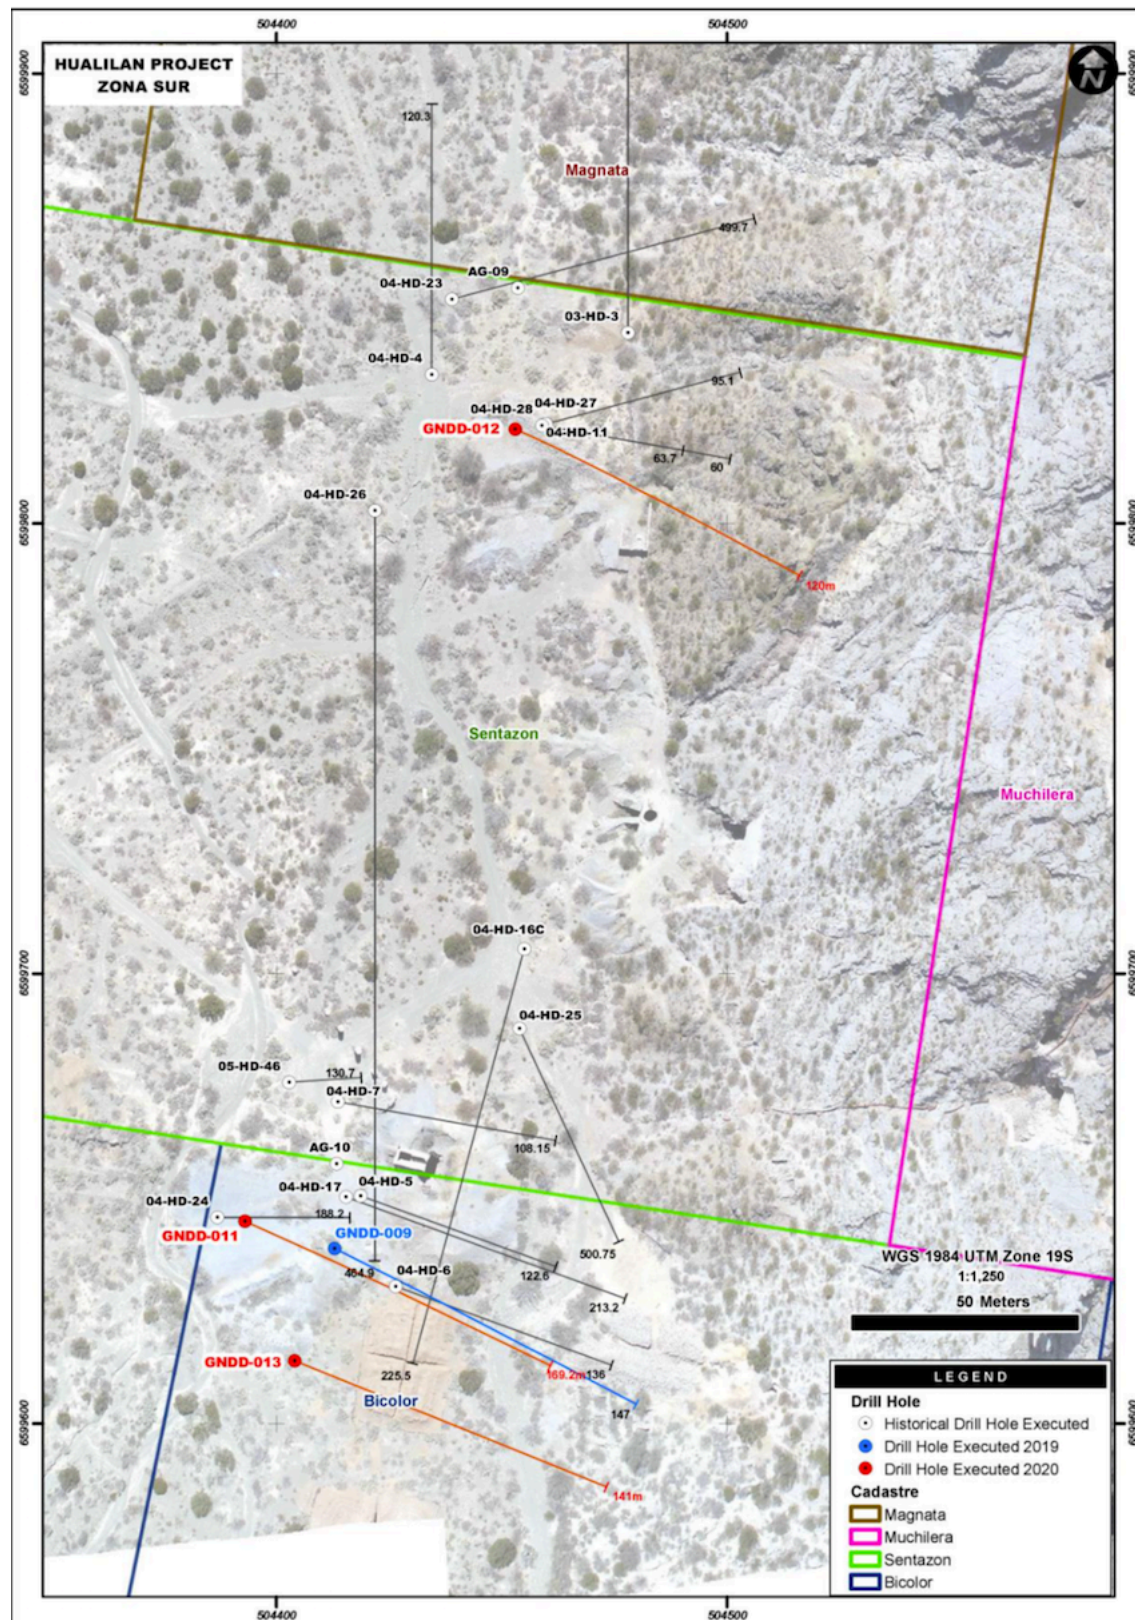 504400
504500
HUALILAN PROJECT
ZONA SUR
6599900
6599900
N
120.3
Magnata
499.7
AG-09
04-HD-23
03-HD-3
04-HD-4
95.1
04-HD-27
04-HD-28
GNDD-012
04-HD-11
63.7
60
04-HD-26
6599800
6599800
120m
Sentazon
Muchilera
04-HD-16C
6599700
6599700
04-HD-25
05-HD-46
130.7
04-HD-7
108.15
AG-10
04-HD-5
04-HD-17
04-HD-24
188.2
GNDD-011
GNDD-009
500.75
WGS 1984 UTM Zone 19S
464.9
04-HD-6
122.6
1:1,250
213.2
50 Meters
GNDD-013
225.5
169.2m
136
LEGEND
Bicolor
Drill Hole
147
Historical Drill Hole Executed
6599600
6599600
Drill Hole Executed 2019
Drill Hole Executed 2020
141m
Cadastre
Magnata
Muchilera
Sentazon
Bicolor
504400
504500